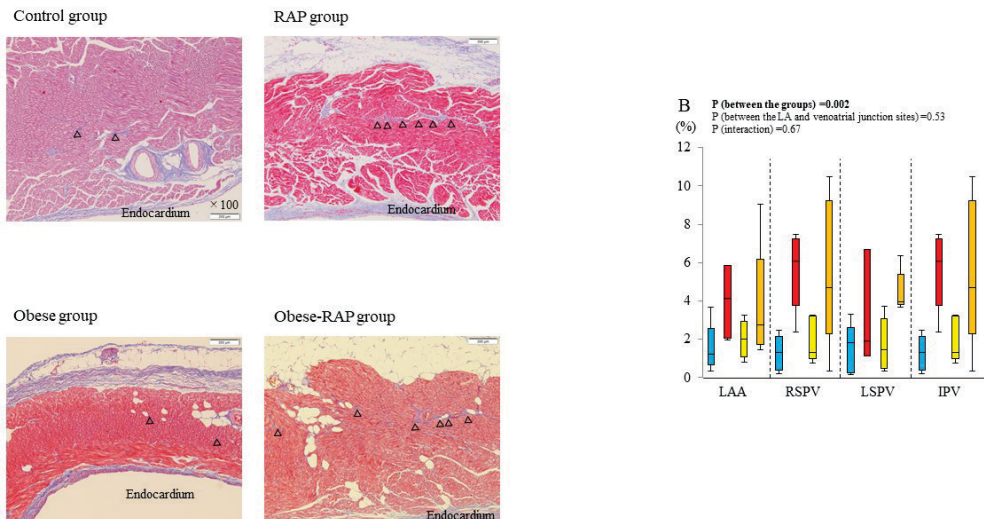 Control group
RAP group
Endocardium
× 100
Endocardium
Obese group
Obese-RAP group
Endocardium
Endocardium
B
P (between the groups) =0.002
P (between the LA and venoatrial junction sites) =0.53
P (interaction) =0.67
(%)
12
10
8
6
4
2
0
LAA
RSPV
LSPV
IPV